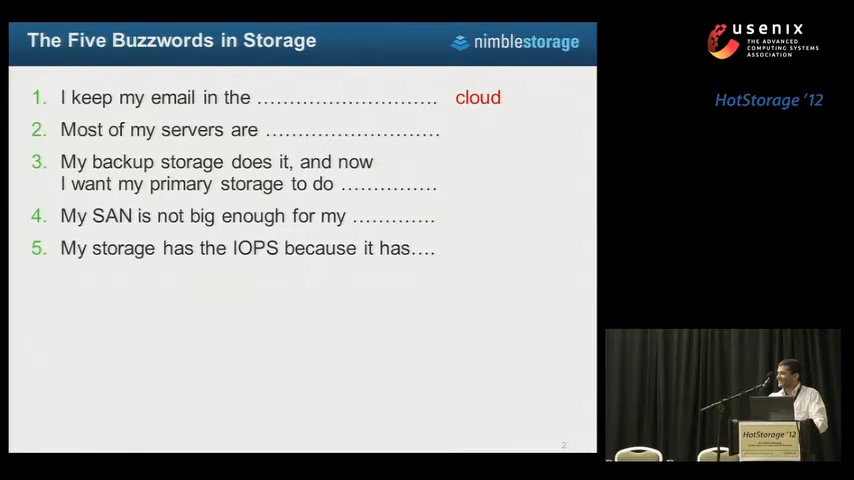 The Five Buzzwords in Storage
nimblestorage
1. I keep my email in the ............................. cloud
2. Most of my servers are ...........................
3. My backup storage does it, and now
I want my primary storage to do ...............
4. My SAN is not big enough for my .............
5. My storage has the IOPS because it has....
2
usenix
THE ADVANCED
COMPUTING SYSTEMS
ASSOCIATION
HotStorage '12
HotStorage '12